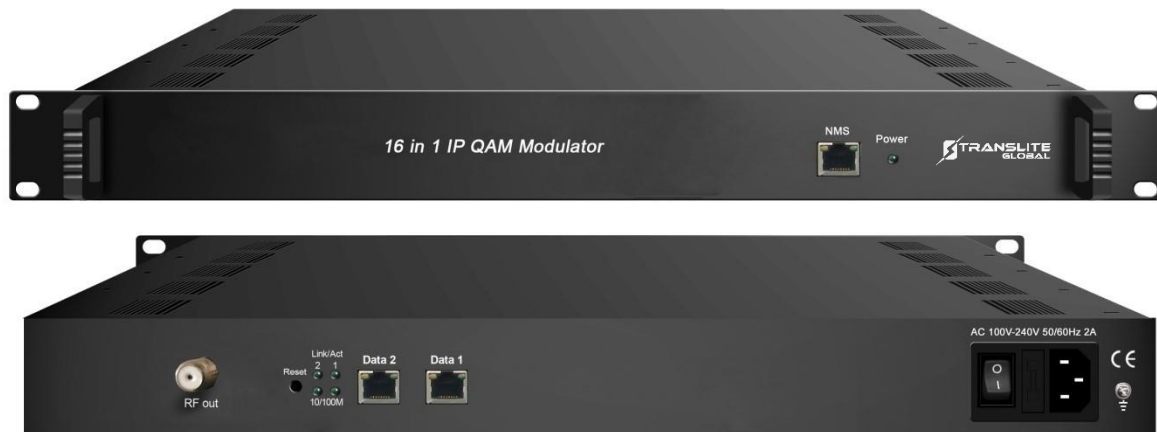 16 in 1 IP QAM Modulator
NMS
Power
TRANSLITE
GLOBAL
AC 100V-240V 50/60Hz 2A
Link/Act
2 1
Data 2
Data 1
Reset
10/100M
RF out
O
I
CE